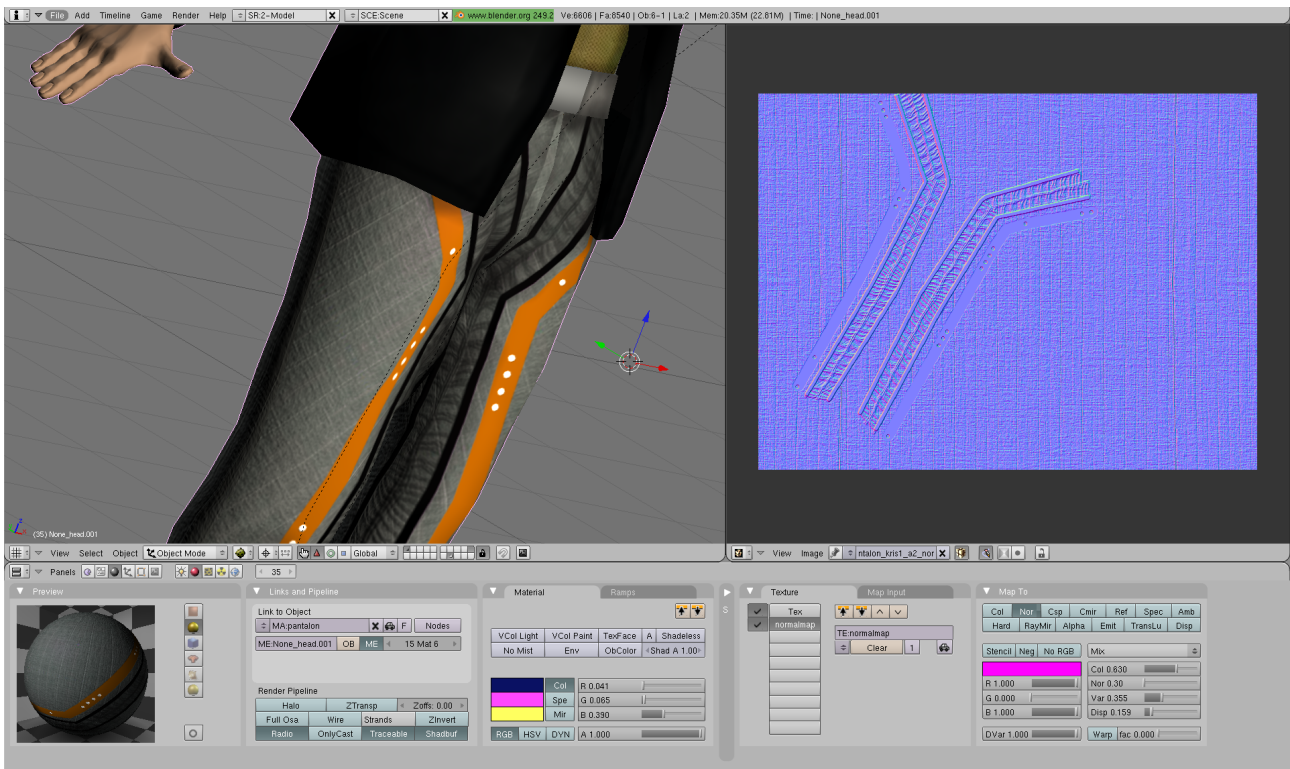 File Add Timeline Game Render Help SR:2-Model X SCE:Scene X www.blender.org 249.2 Ve:6606 | Fa:8540 | Ob:6-1 | La:2 | Mem:20.35M (22.81M) | Time: | None_head.001
(35) None_head.001
View Select Object Object Mode Global View Image ntalon_kris1_a2_nor X
Panels 35
Preview Links and Pipeline Material Ramps Texture Map Input Map To
Link to Object
MA:pantalon X F Nodes
ME:None_head.001 OB ME 15 Mat 6
Render Pipeline
Halo ZTransp Zoffs: 0.00
Full Osa Wire Strands ZInvert
Radio OnlyCast Traceable Shadbuf
VCol Light VCol Paint TexFace A Shadeless
No Mist Env ObColor Shad A 1.00
Col R 0.041
Spe G 0.065
Mir B 0.390
RGB HSV DYN A 1.000
S
Tex
normalmap
TE:normalmap
Clear 1
Col Nor Csp Cmir Ref Spec Amb
Hard RayMir Alpha Emit TransLu Disp
Stencil Neg No RGB Mix
Col 0.630
R 1.000 Nor 0.30
G 0.000 Var 0.355
B 1.000 Disp 0.159
DVar 1.000 Warp fac 0.000